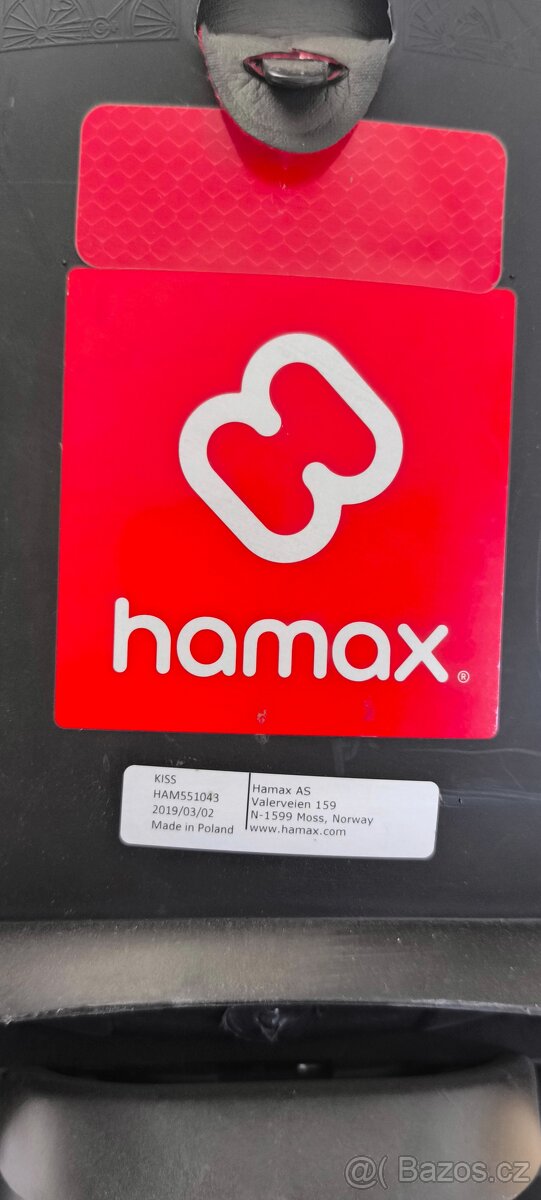 hamax®
KISS
HAM551043
2019/03/02
Made in Poland
Hamax AS
Valerveien 159
N-1599 Moss, Norway
www.hamax.com
@( Bazos.cz